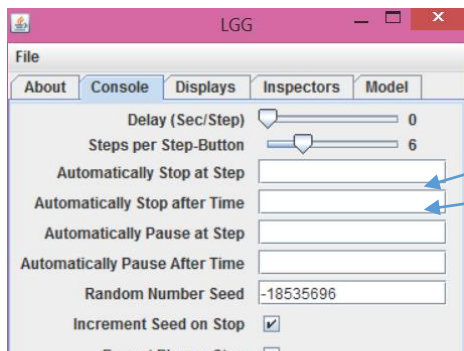 LGG
File
About Console Displays Inspectors Model
Delay (Sec/Step) 0
Steps per Step-Button 6
Automatically Stop at Step
Automatically Stop after Time
Automatically Pause at Step
Automatically Pause After Time
Random Number Seed -18535696
Increment Seed on Stop